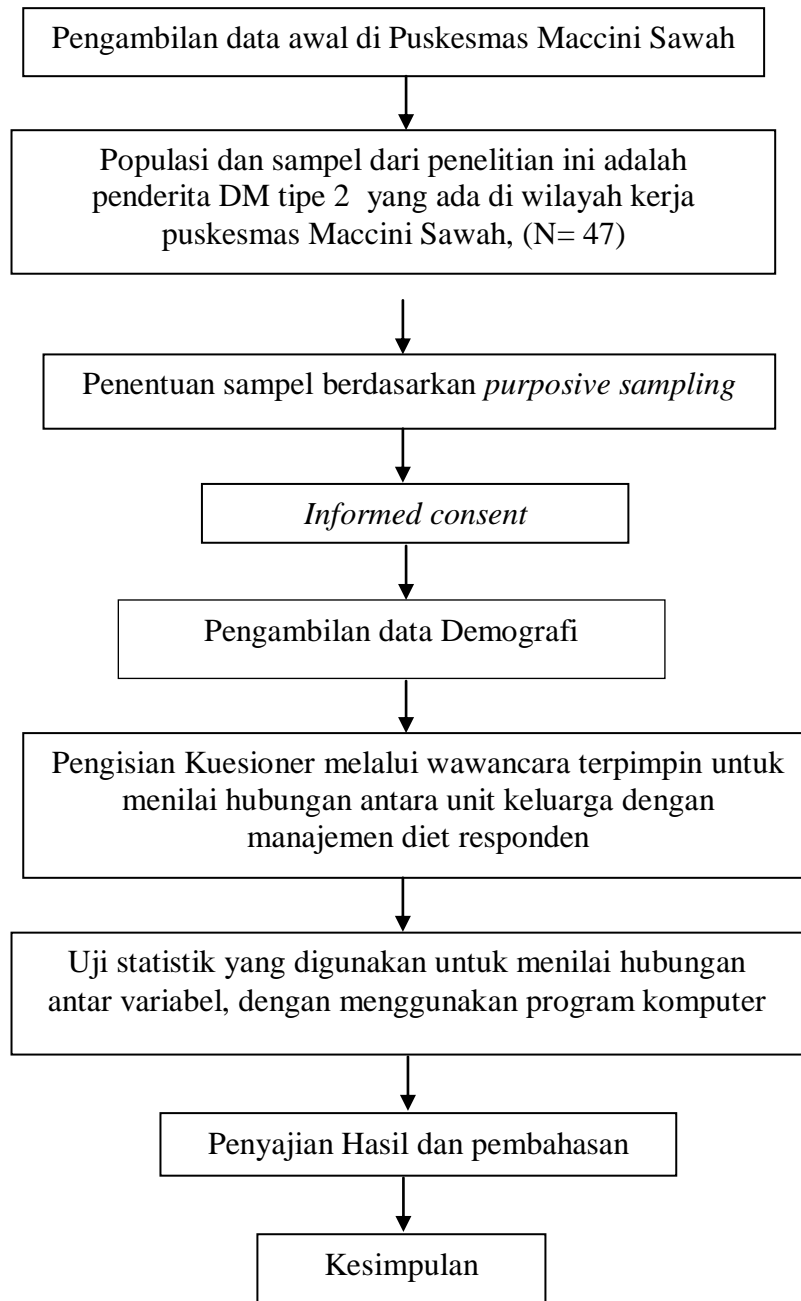 Pengambilan data awal di Puskesmas Maccini Sawah
Populasi dan sampel dari penelitian ini adalah
penderita DM tipe 2  yang ada di wilayah kerja
puskesmas Maccini Sawah, (N= 47)
Penentuan sampel berdasarkan purposive sampling
Informed consent
Pengambilan data Demografi
Pengisian Kuesioner melalui wawancara terpimpin untuk
menilai hubungan antara unit keluarga dengan
manajemen diet responden
Uji statistik yang digunakan untuk menilai hubungan
antar variabel, dengan menggunakan program komputer
Penyajian Hasil dan pembahasan
Kesimpulan